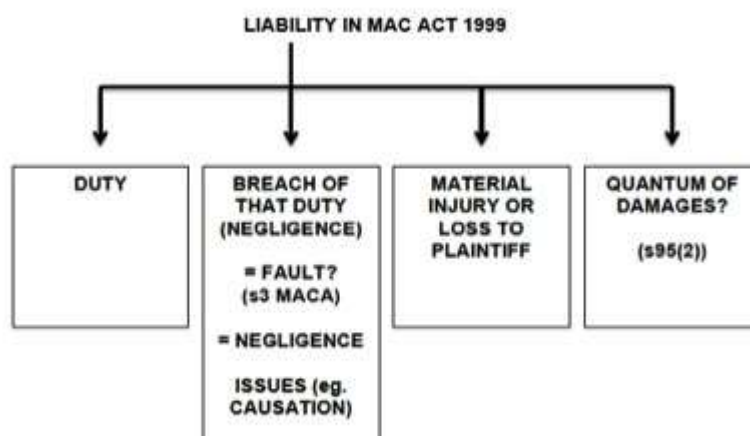 LIABILITY IN MAC ACT 1999
DUTY
BREACH OF
THAT DUTY
(NEGLIGENCE)
= FAULT?
(s3 MACA)
= NEGLIGENCE
ISSUES (eg.
CAUSATION)
MATERIAL
INJURY OR
LOSS TO
PLAINTIFF
QUANTUM OF
DAMAGES?
(s95(2))